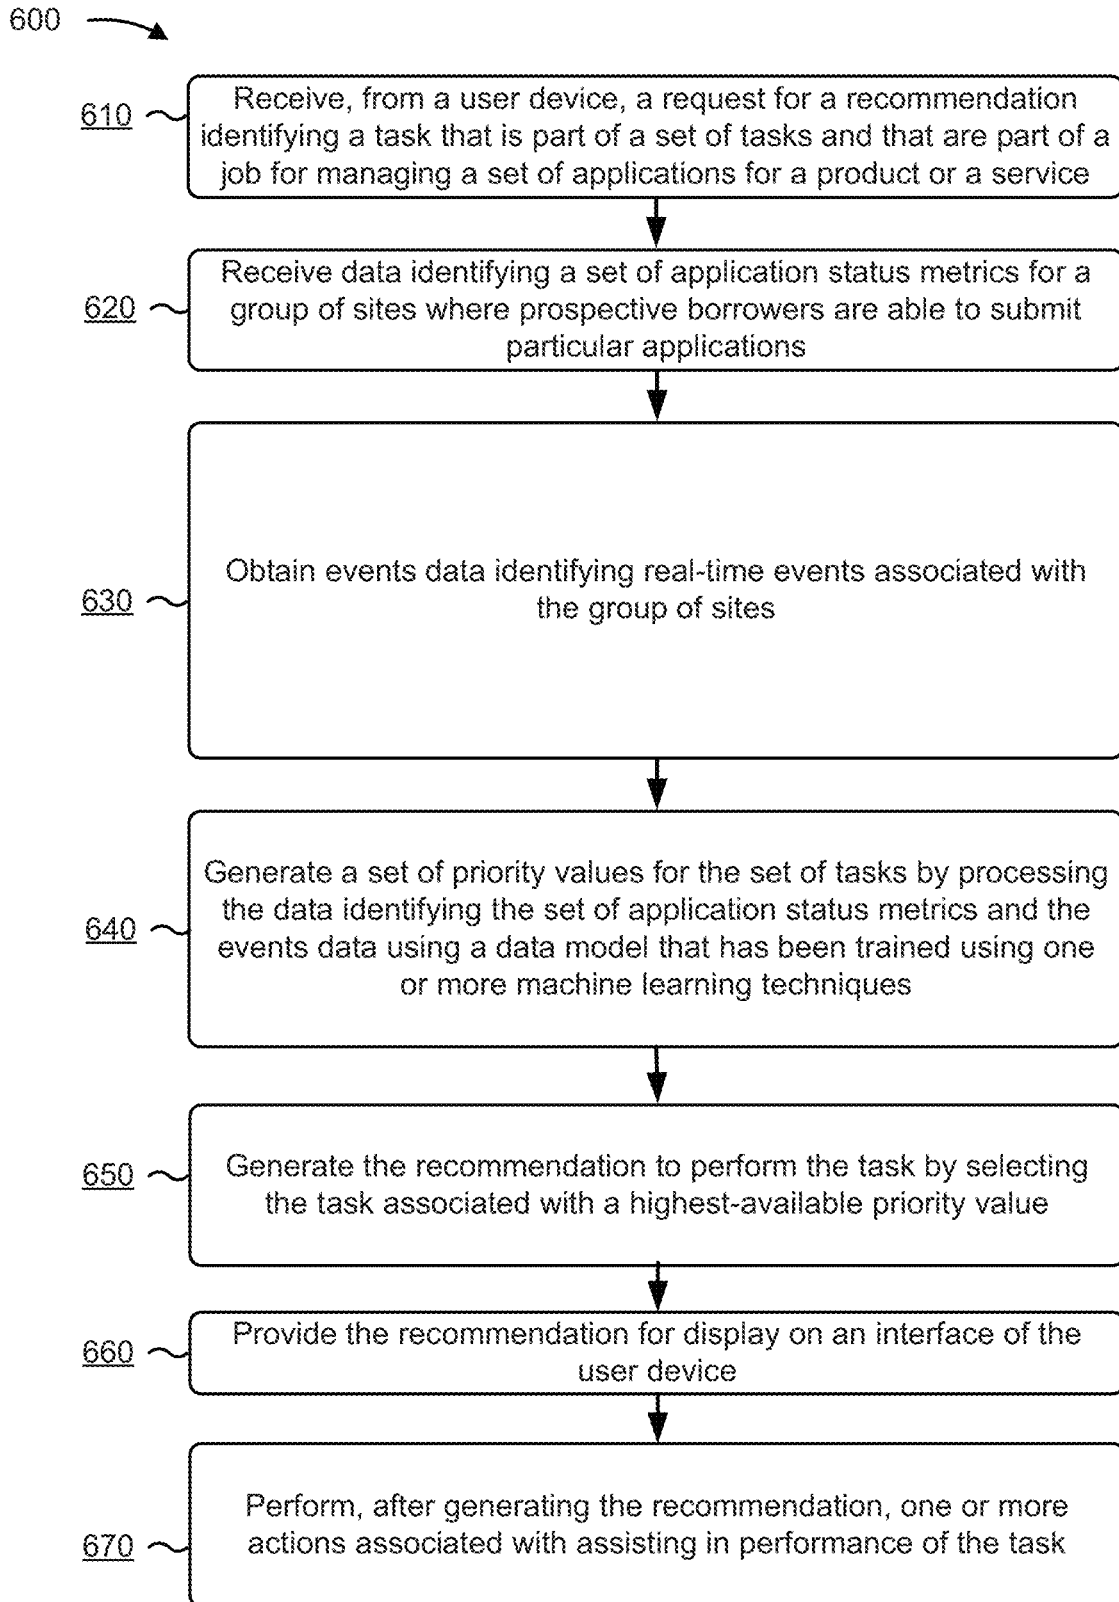 600
610
Receive, from a user device, a request for a recommendation
identifying a task that is part of a set of tasks and that are part of a
job for managing a set of applications for a product or a service
620
Receive data identifying a set of application status metrics for a
group of sites where prospective borrowers are able to submit
particular applications
630
Obtain events data identifying real-time events associated with
the group of sites
640
Generate a set of priority values for the set of tasks by processing
the data identifying the set of application status metrics and the
events data using a data model that has been trained using one
or more machine learning techniques
650
Generate the recommendation to perform the task by selecting
the task associated with a highest-available priority value
660
Provide the recommendation for display on an interface of the
user device
670
Perform, after generating the recommendation, one or more
actions associated with assisting in performance of the task